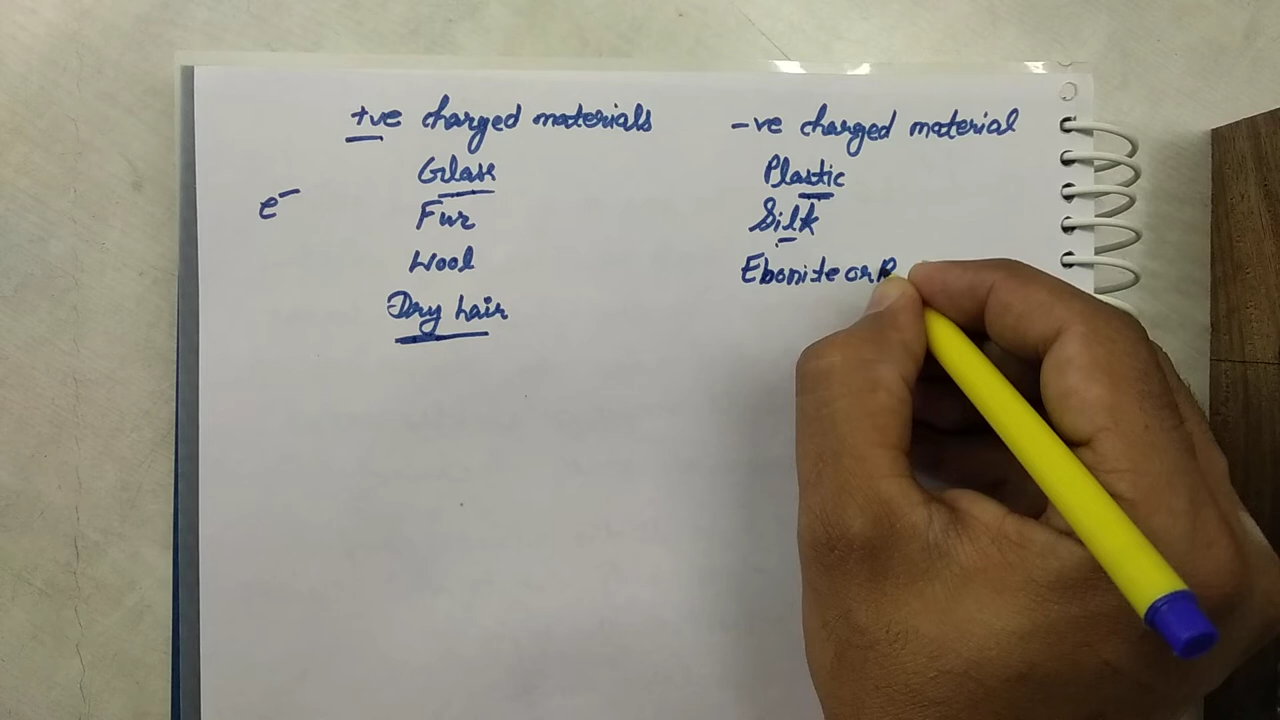 +ve charged materials
Glass
Fur
Wool
Dry hair
e⁻
-ve charged material
Plastic
Silk
Ebonite or R